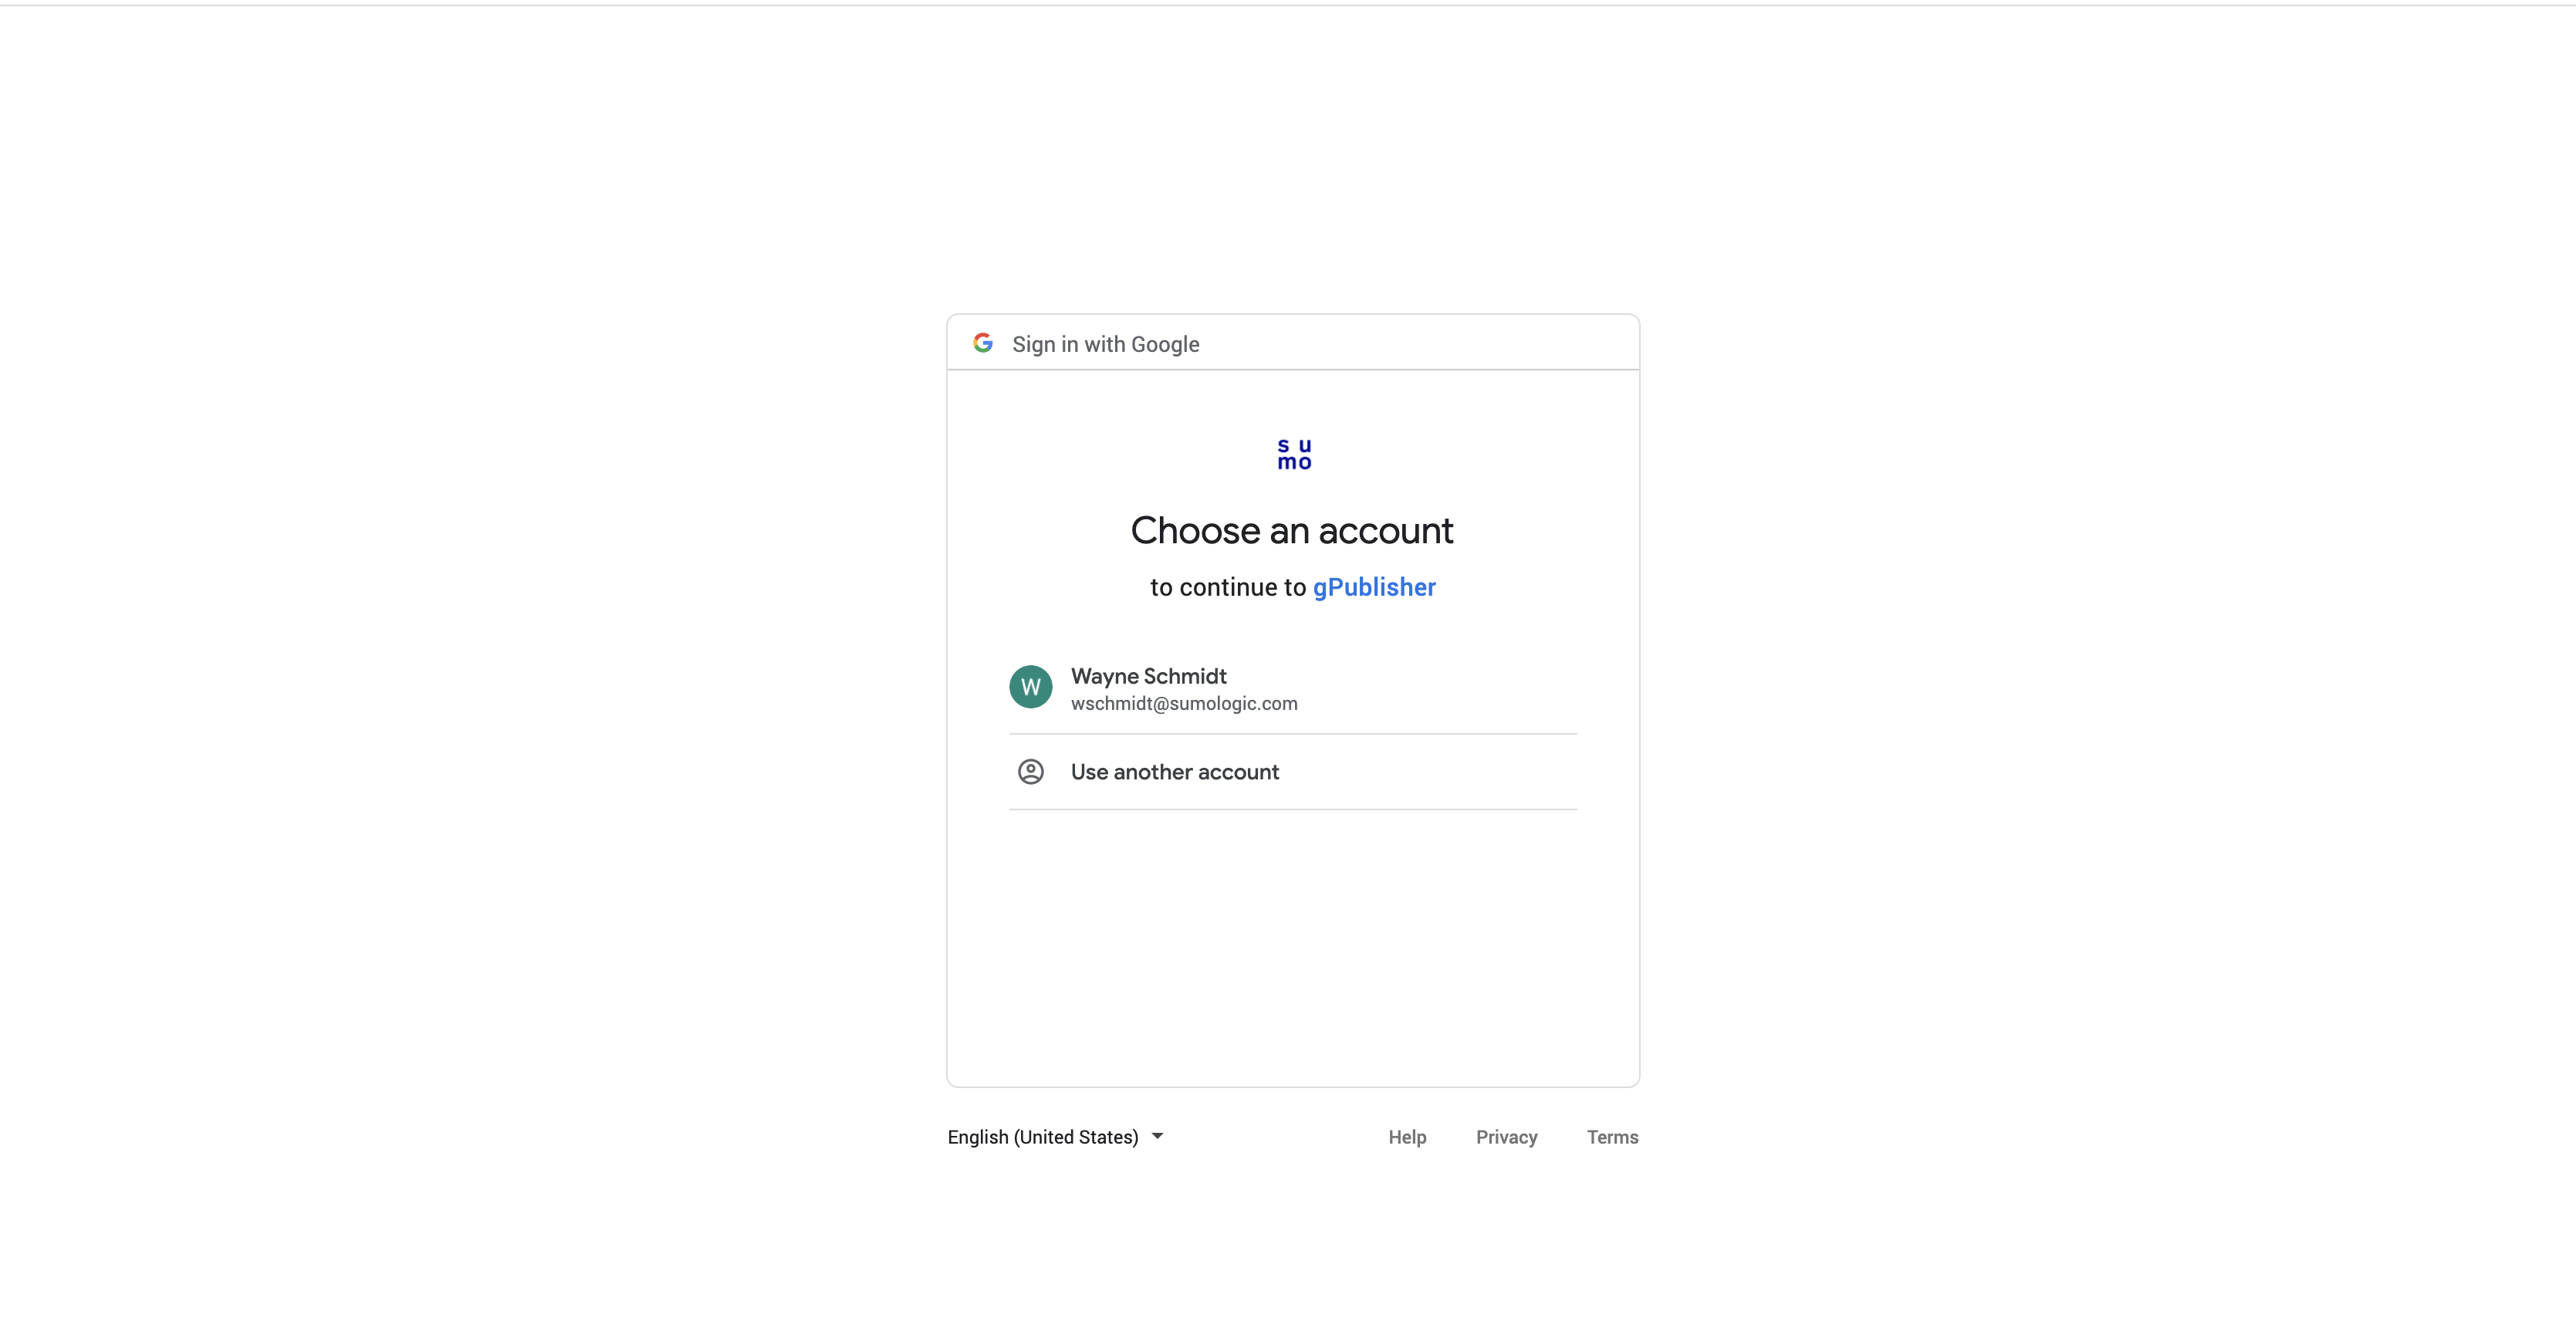 Sign in with Google
su
mo
Choose an account
to continue to gPublisher
W
Wayne Schmidt
wschmidt@sumologic.com
Use another account
English (United States)
Help Privacy Terms